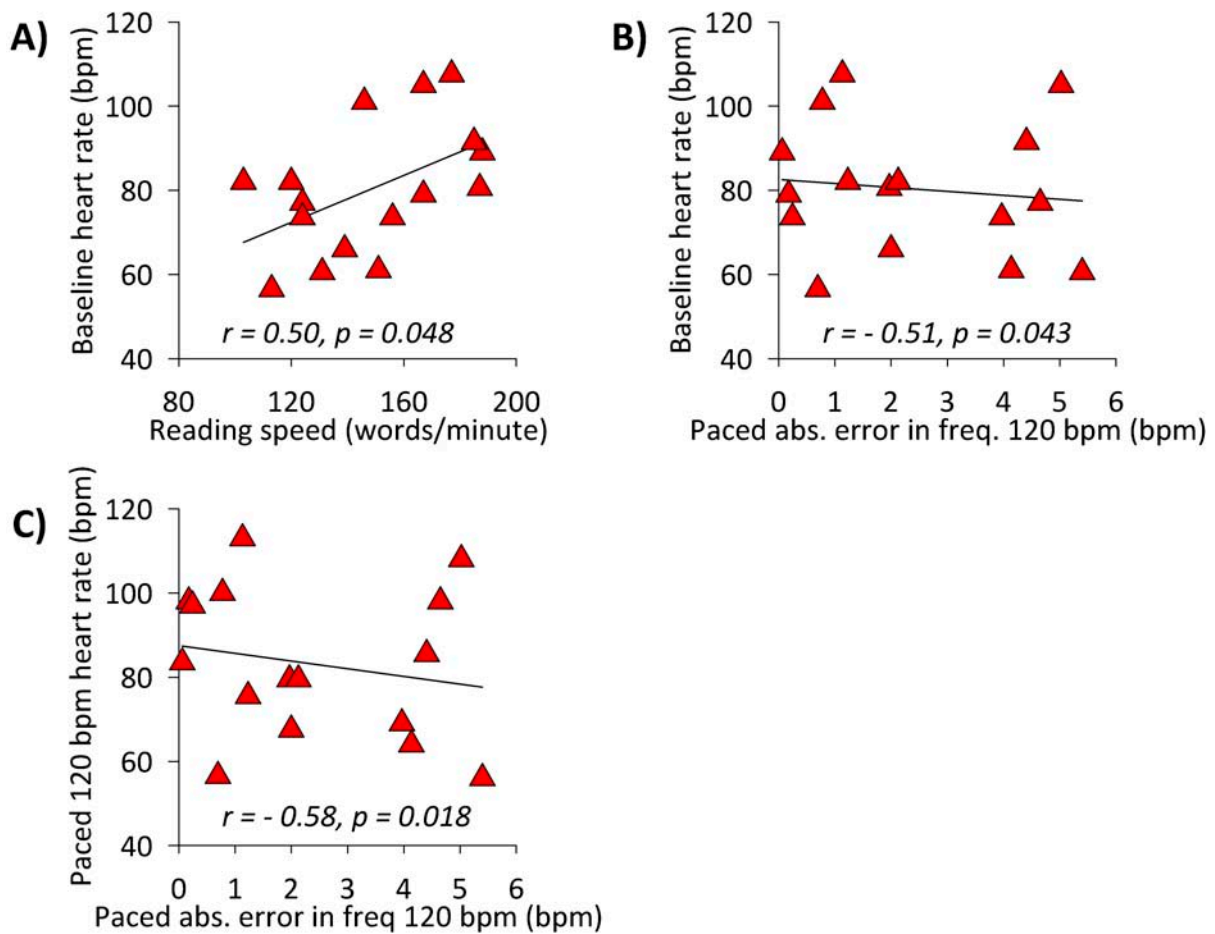 A)
Baseline heart rate (bpm)
120
100
80
60
40
r = 0.50, p = 0.048
80 120 160 200
Reading speed (words/minute)
B)
Baseline heart rate (bpm)
120
100
80
60
40
r = - 0.51, p = 0.043
0 1 2 3 4 5 6
Paced abs. error in freq. 120 bpm (bpm)
C)
Paced 120 bpm heart rate (bpm)
120
100
80
60
40
r = - 0.58, p = 0.018
0 1 2 3 4 5 6
Paced abs. error in freq 120 bpm (bpm)